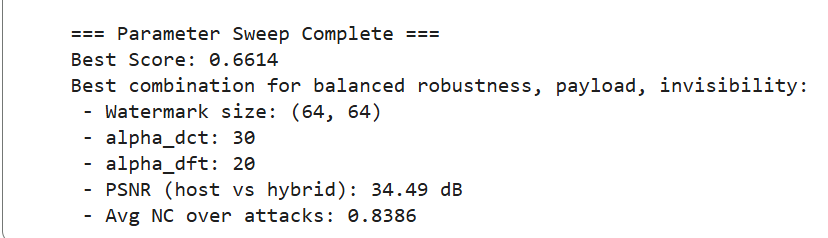 === Parameter Sweep Complete ===
Best Score: 0.6614
Best combination for balanced robustness, payload, invisibility:
- Watermark size: (64, 64)
- alpha_dct: 30
- alpha_dft: 20
- PSNR (host vs hybrid): 34.49 dB
- Avg NC over attacks: 0.8386